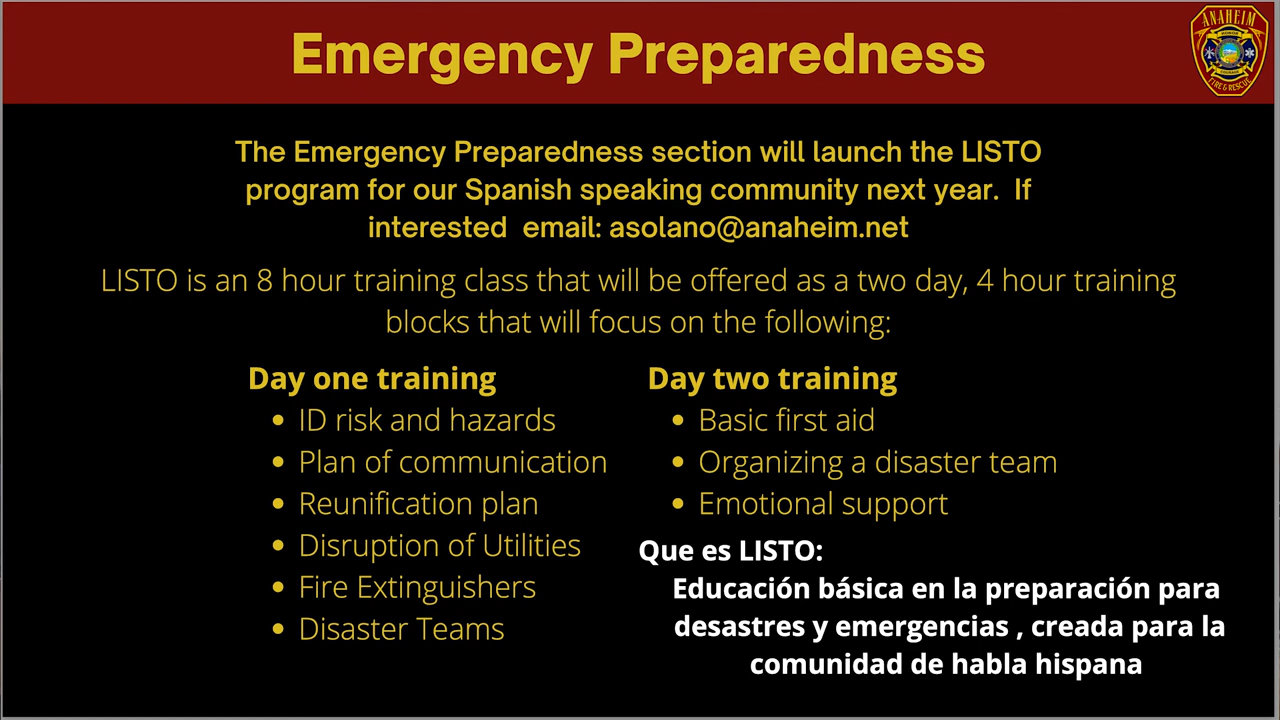 Emergency Preparedness
ANAHEIM
FIRE & RESCUE
The Emergency Preparedness section will launch the LISTO
program for our Spanish speaking community next year. If
interested email: asolano@anaheim.net
LISTO is an 8 hour training class that will be offered as a two day, 4 hour training
blocks that will focus on the following:
Day one training
• ID risk and hazards
• Plan of communication
• Reunification plan
• Disruption of Utilities
• Fire Extinguishers
• Disaster Teams
Day two training
• Basic first aid
• Organizing a disaster team
• Emotional support
Que es LISTO:
Educación básica en la preparación para
desastres y emergencias , creada para la
comunidad de habla hispana